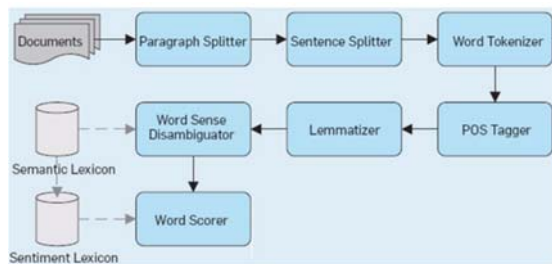 Documents
Paragraph Splitter
Sentence Splitter
Word Tokenizer
Word Sense
Disambiguator
Lemmatizer
POS Tagger
Semantic Lexicon
Word Scorer
Sentiment Lexicon